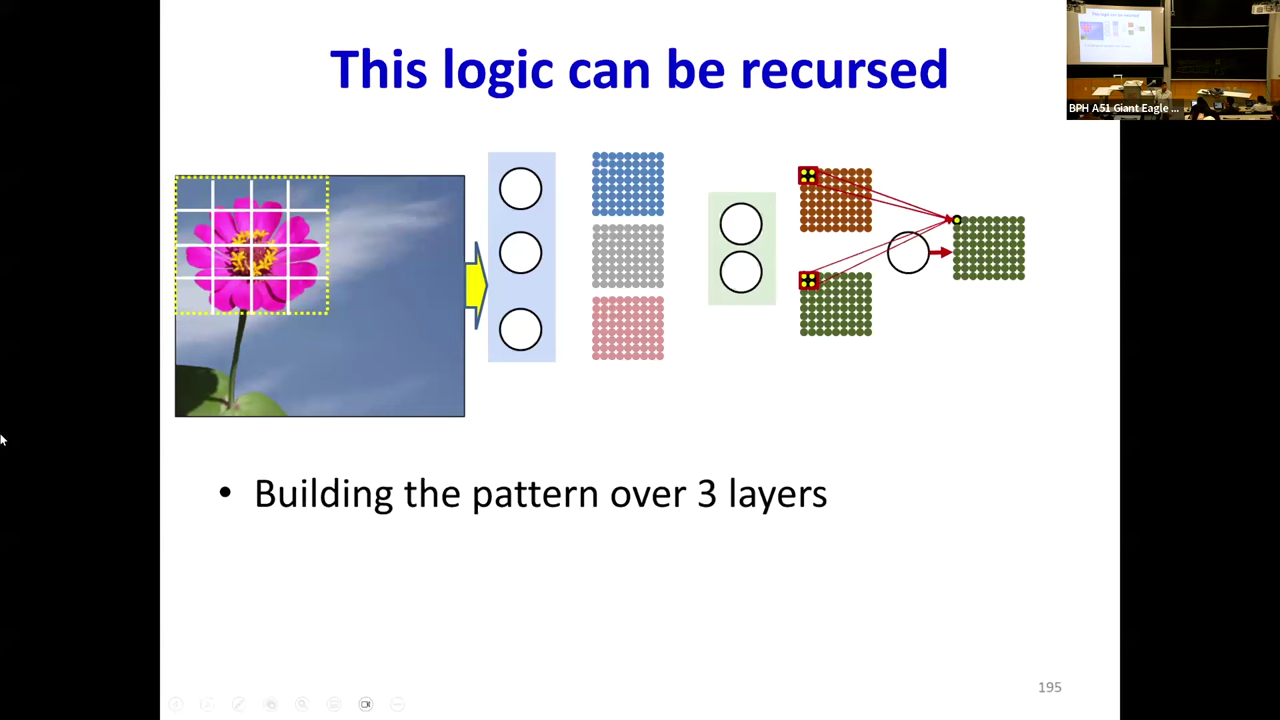 This logic can be recursed
BPH A51 Giant Eagle ...
• Building the pattern over 3 layers
195